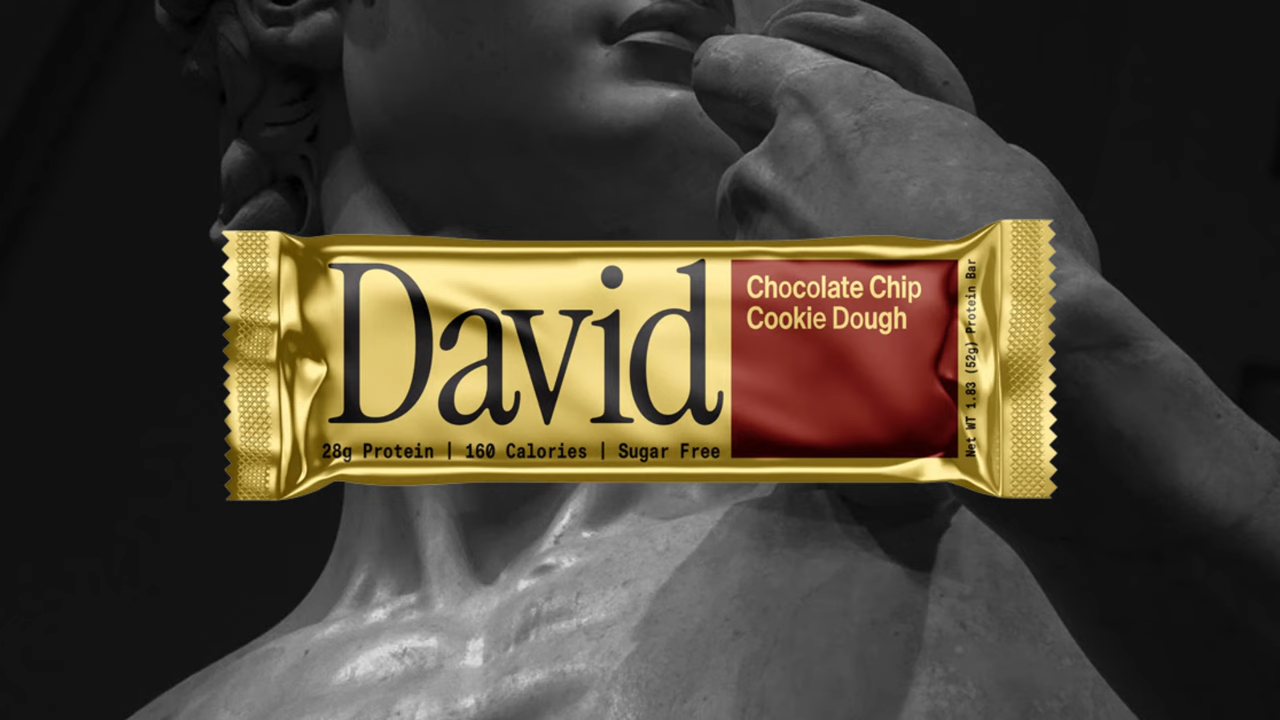 David
Chocolate Chip
Cookie Dough
28g Protein | 160 Calories | Sugar Free
Net WT 1.83 (52g) Protein Bar